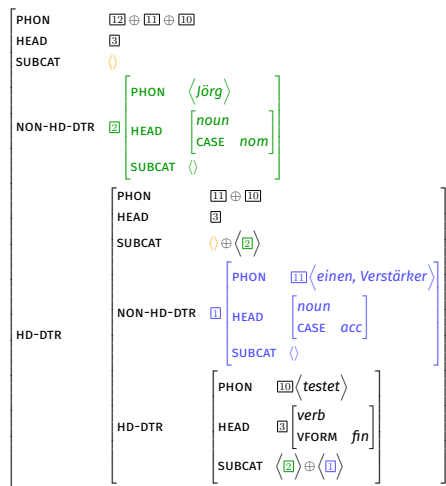 PHON 12 ⊕ 11 ⊕ 10
HEAD 3
SUBCAT ⟨⟩
NON-HD-DTR 2
PHON ⟨Jörg⟩
HEAD noun
CASE nom
SUBCAT ⟨⟩
HD-DTR
PHON 11 ⊕ 10
HEAD 3
SUBCAT ⟨⟩⊕⟨2⟩
NON-HD-DTR 1
PHON 11⟨einen, Verstärker⟩
HEAD noun
CASE acc
SUBCAT ⟨⟩
HD-DTR
PHON 10⟨testet⟩
HEAD 3 verb
VFORM fin
SUBCAT ⟨2⟩⊕⟨1⟩